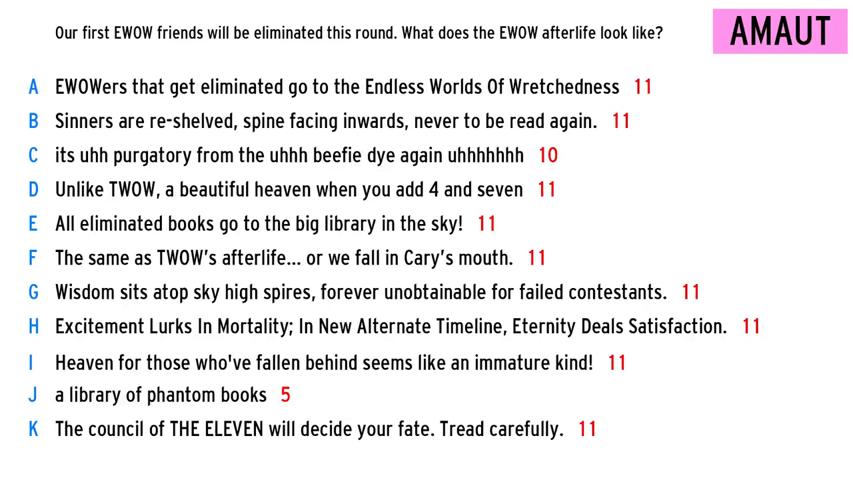 Our first EWOW friends will be eliminated this round. What does the EWOW afterlife look like?
AMAUT
A EWOWers that get eliminated go to the Endless Worlds Of Wretchedness 11
B Sinners are re-shelved, spine facing inwards, never to be read again. 11
C its uhh purgatory from the uhhh beefie dye again uhhhhhhh 10
D Unlike TWOW, a beautiful heaven when you add 4 and seven 11
E All eliminated books go to the big library in the sky! 11
F The same as TWOW's afterlife... or we fall in Cary's mouth. 11
G Wisdom sits atop sky high spires, forever unobtainable for failed contestants. 11
H Excitement Lurks In Mortality; In New Alternate Timeline, Eternity Deals Satisfaction. 11
I Heaven for those who've fallen behind seems like an immature kind! 11
J a library of phantom books 5
K The council of THE ELEVEN will decide your fate. Tread carefully. 11